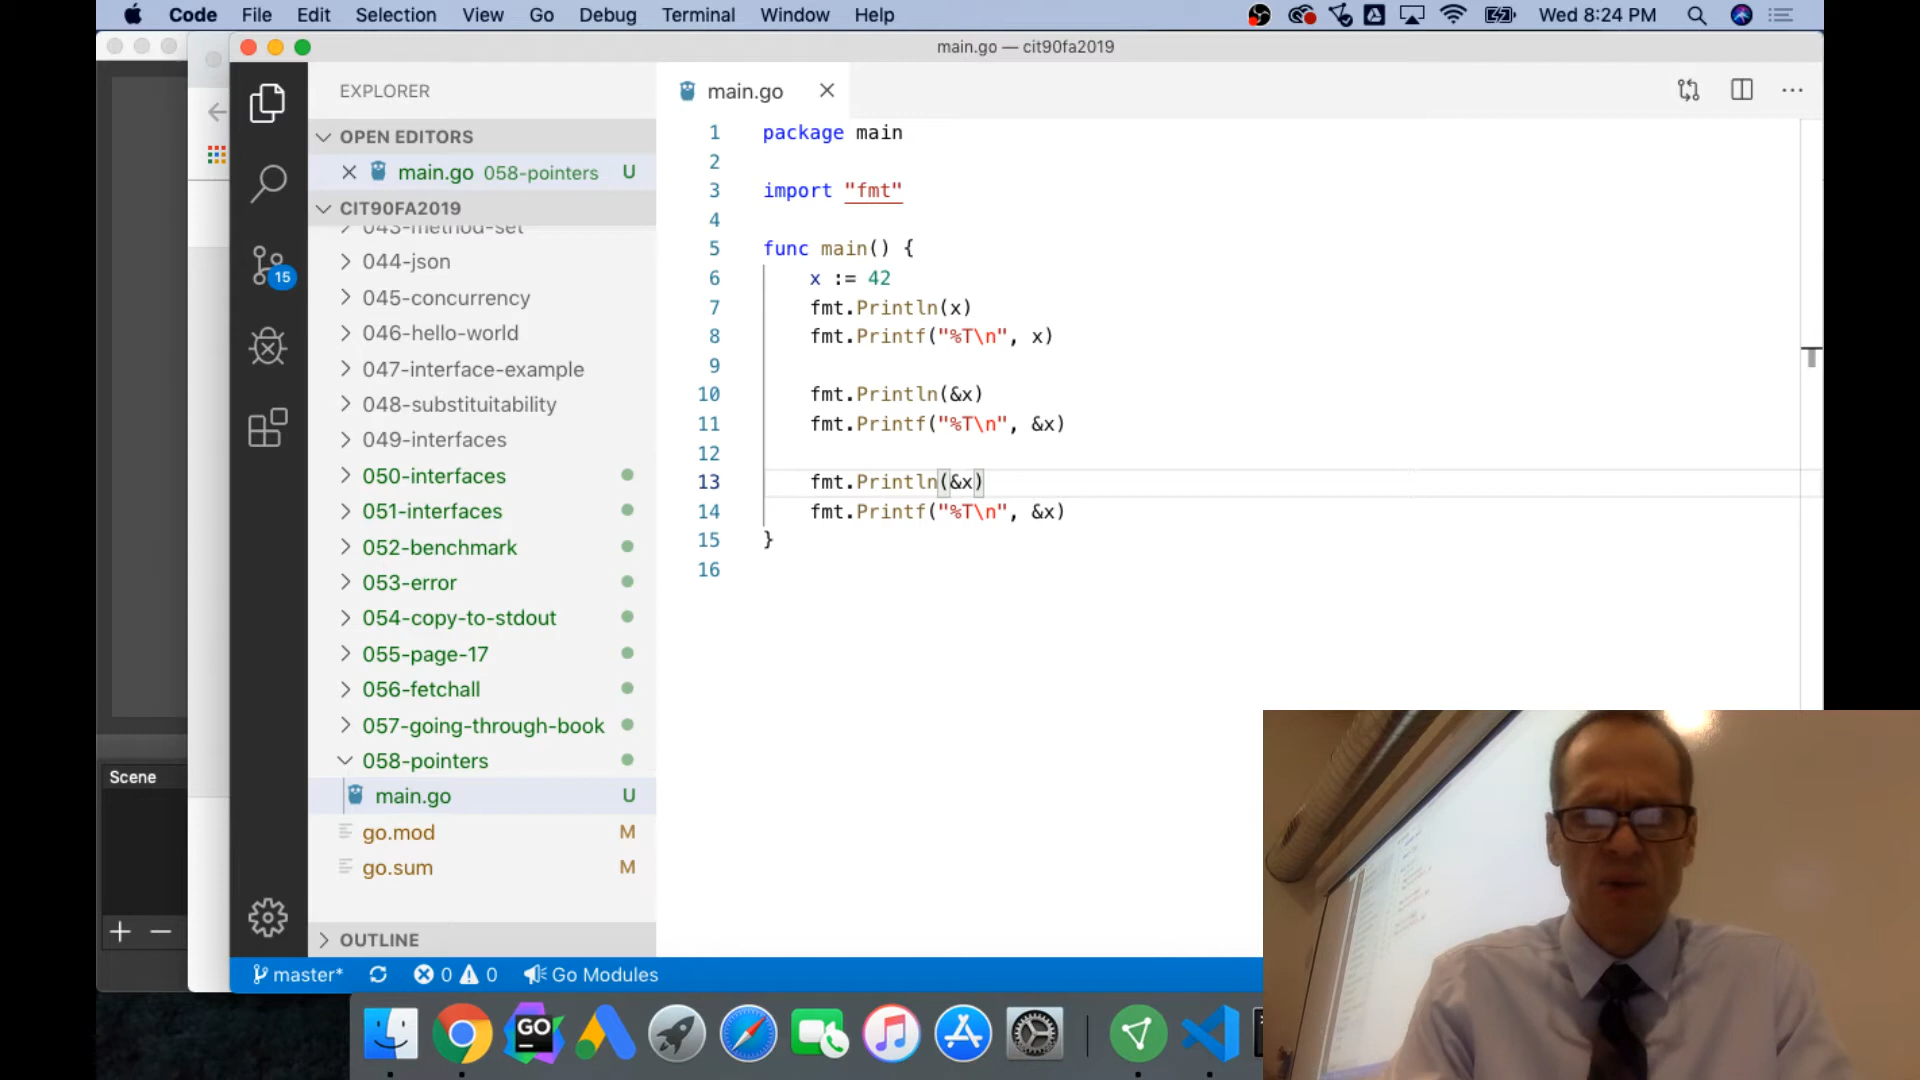 Code File Edit Selection View Go Debug Terminal Window Help Wed 8:24 PM
main.go — cit90fa2019
EXPLORER
OPEN EDITORS
main.go 058-pointers U
CIT90FA2019
043-method-set
044-json
045-concurrency
046-hello-world
047-interface-example
048-substituitability
049-interfaces
050-interfaces
051-interfaces
052-benchmark
053-error
054-copy-to-stdout
055-page-17
056-fetchall
057-going-through-book
058-pointers
main.go U
go.mod M
go.sum M
OUTLINE
15
main.go
1 package main
2
3 import "fmt"
4
5 func main() {
6 x := 42
7 fmt.Println(x)
8 fmt.Printf("%T\n", x)
9
10 fmt.Println(&x)
11 fmt.Printf("%T\n", &x)
12
13 fmt.Println(&x)
14 fmt.Printf("%T\n", &x)
15 }
16
Scene
master* 0 0 Go Modules
GO